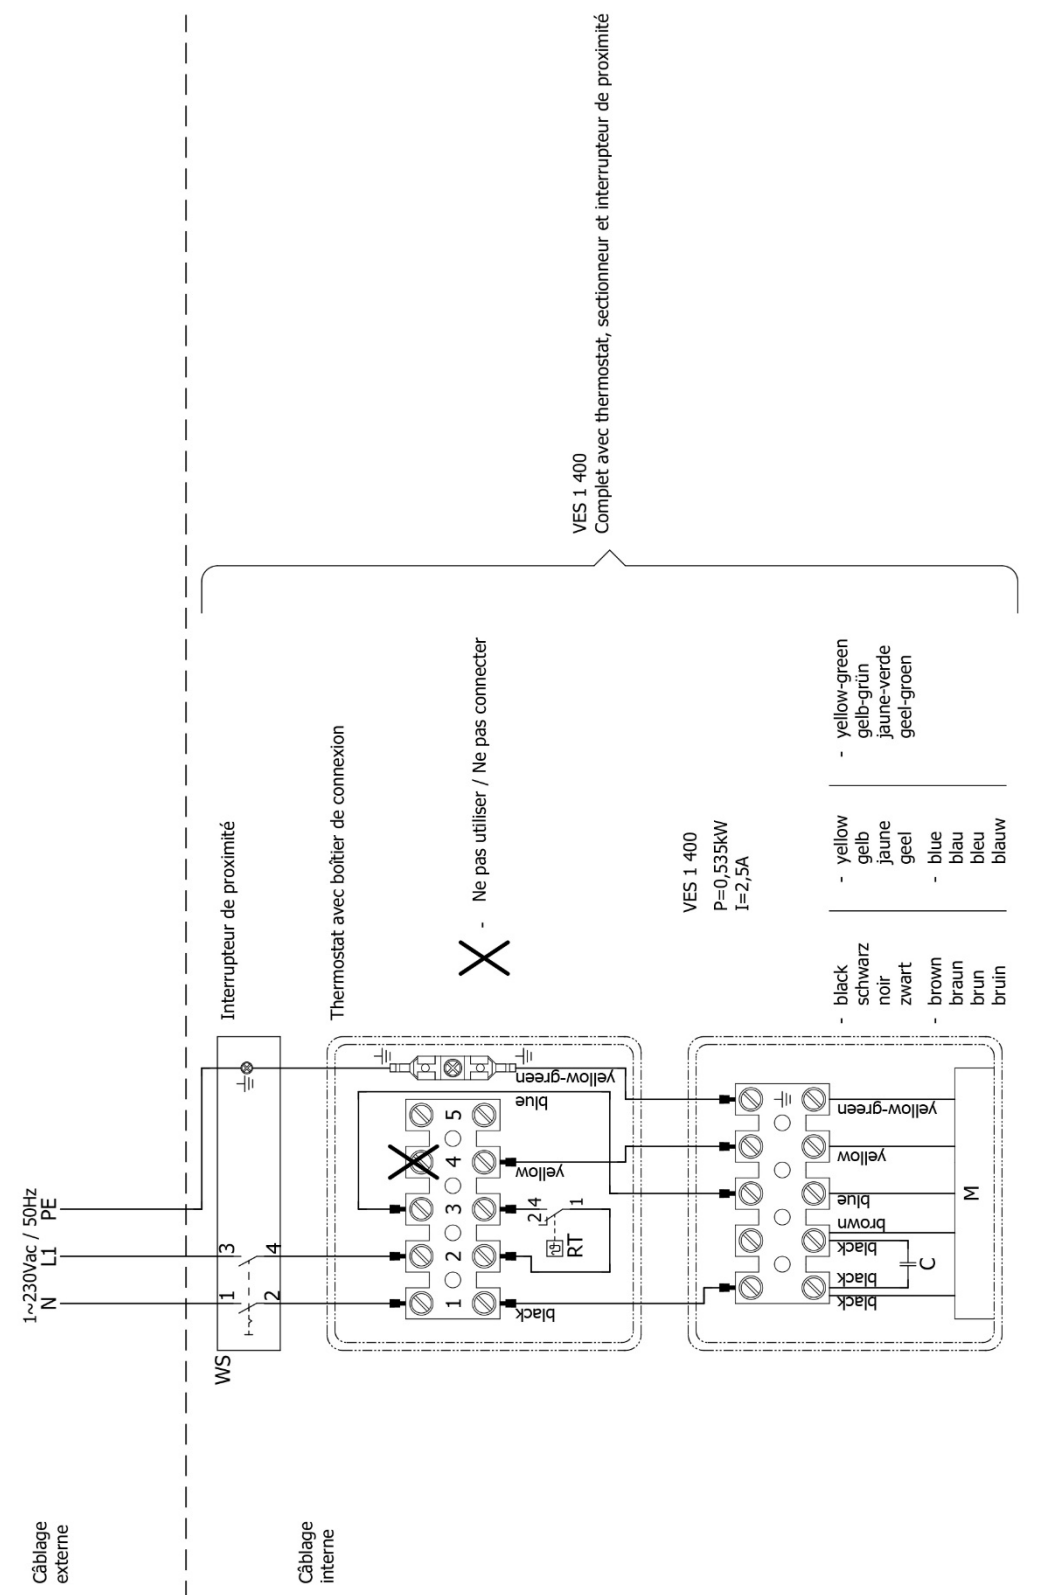 Câblage
externe
1~230Vac / 50Hz
N
L1
PE
Câblage
interne
WS
1
3
2
4
Interrupteur de proximité
Thermostat avec boîtier de connexion
1
2
3
4
5
black
RT
2
4
1
yellow
blue
yellow-green
- Ne pas utiliser / Ne pas connecter
VES 1 400
Complet avec thermostat, sectionneur et interrupteur de proximité
VES 1 400
P=0,535kW
I=2,5A
black
black
black
brown
blue
yellow
yellow-green
C
M
- black
schwarz
noir
zwart
- brown
braun
brun
bruin
- yellow
gelb
jaune
geel
- blue
blau
bleu
blauw
- yellow-green
gelb-grün
jaune-verde
geel-groen